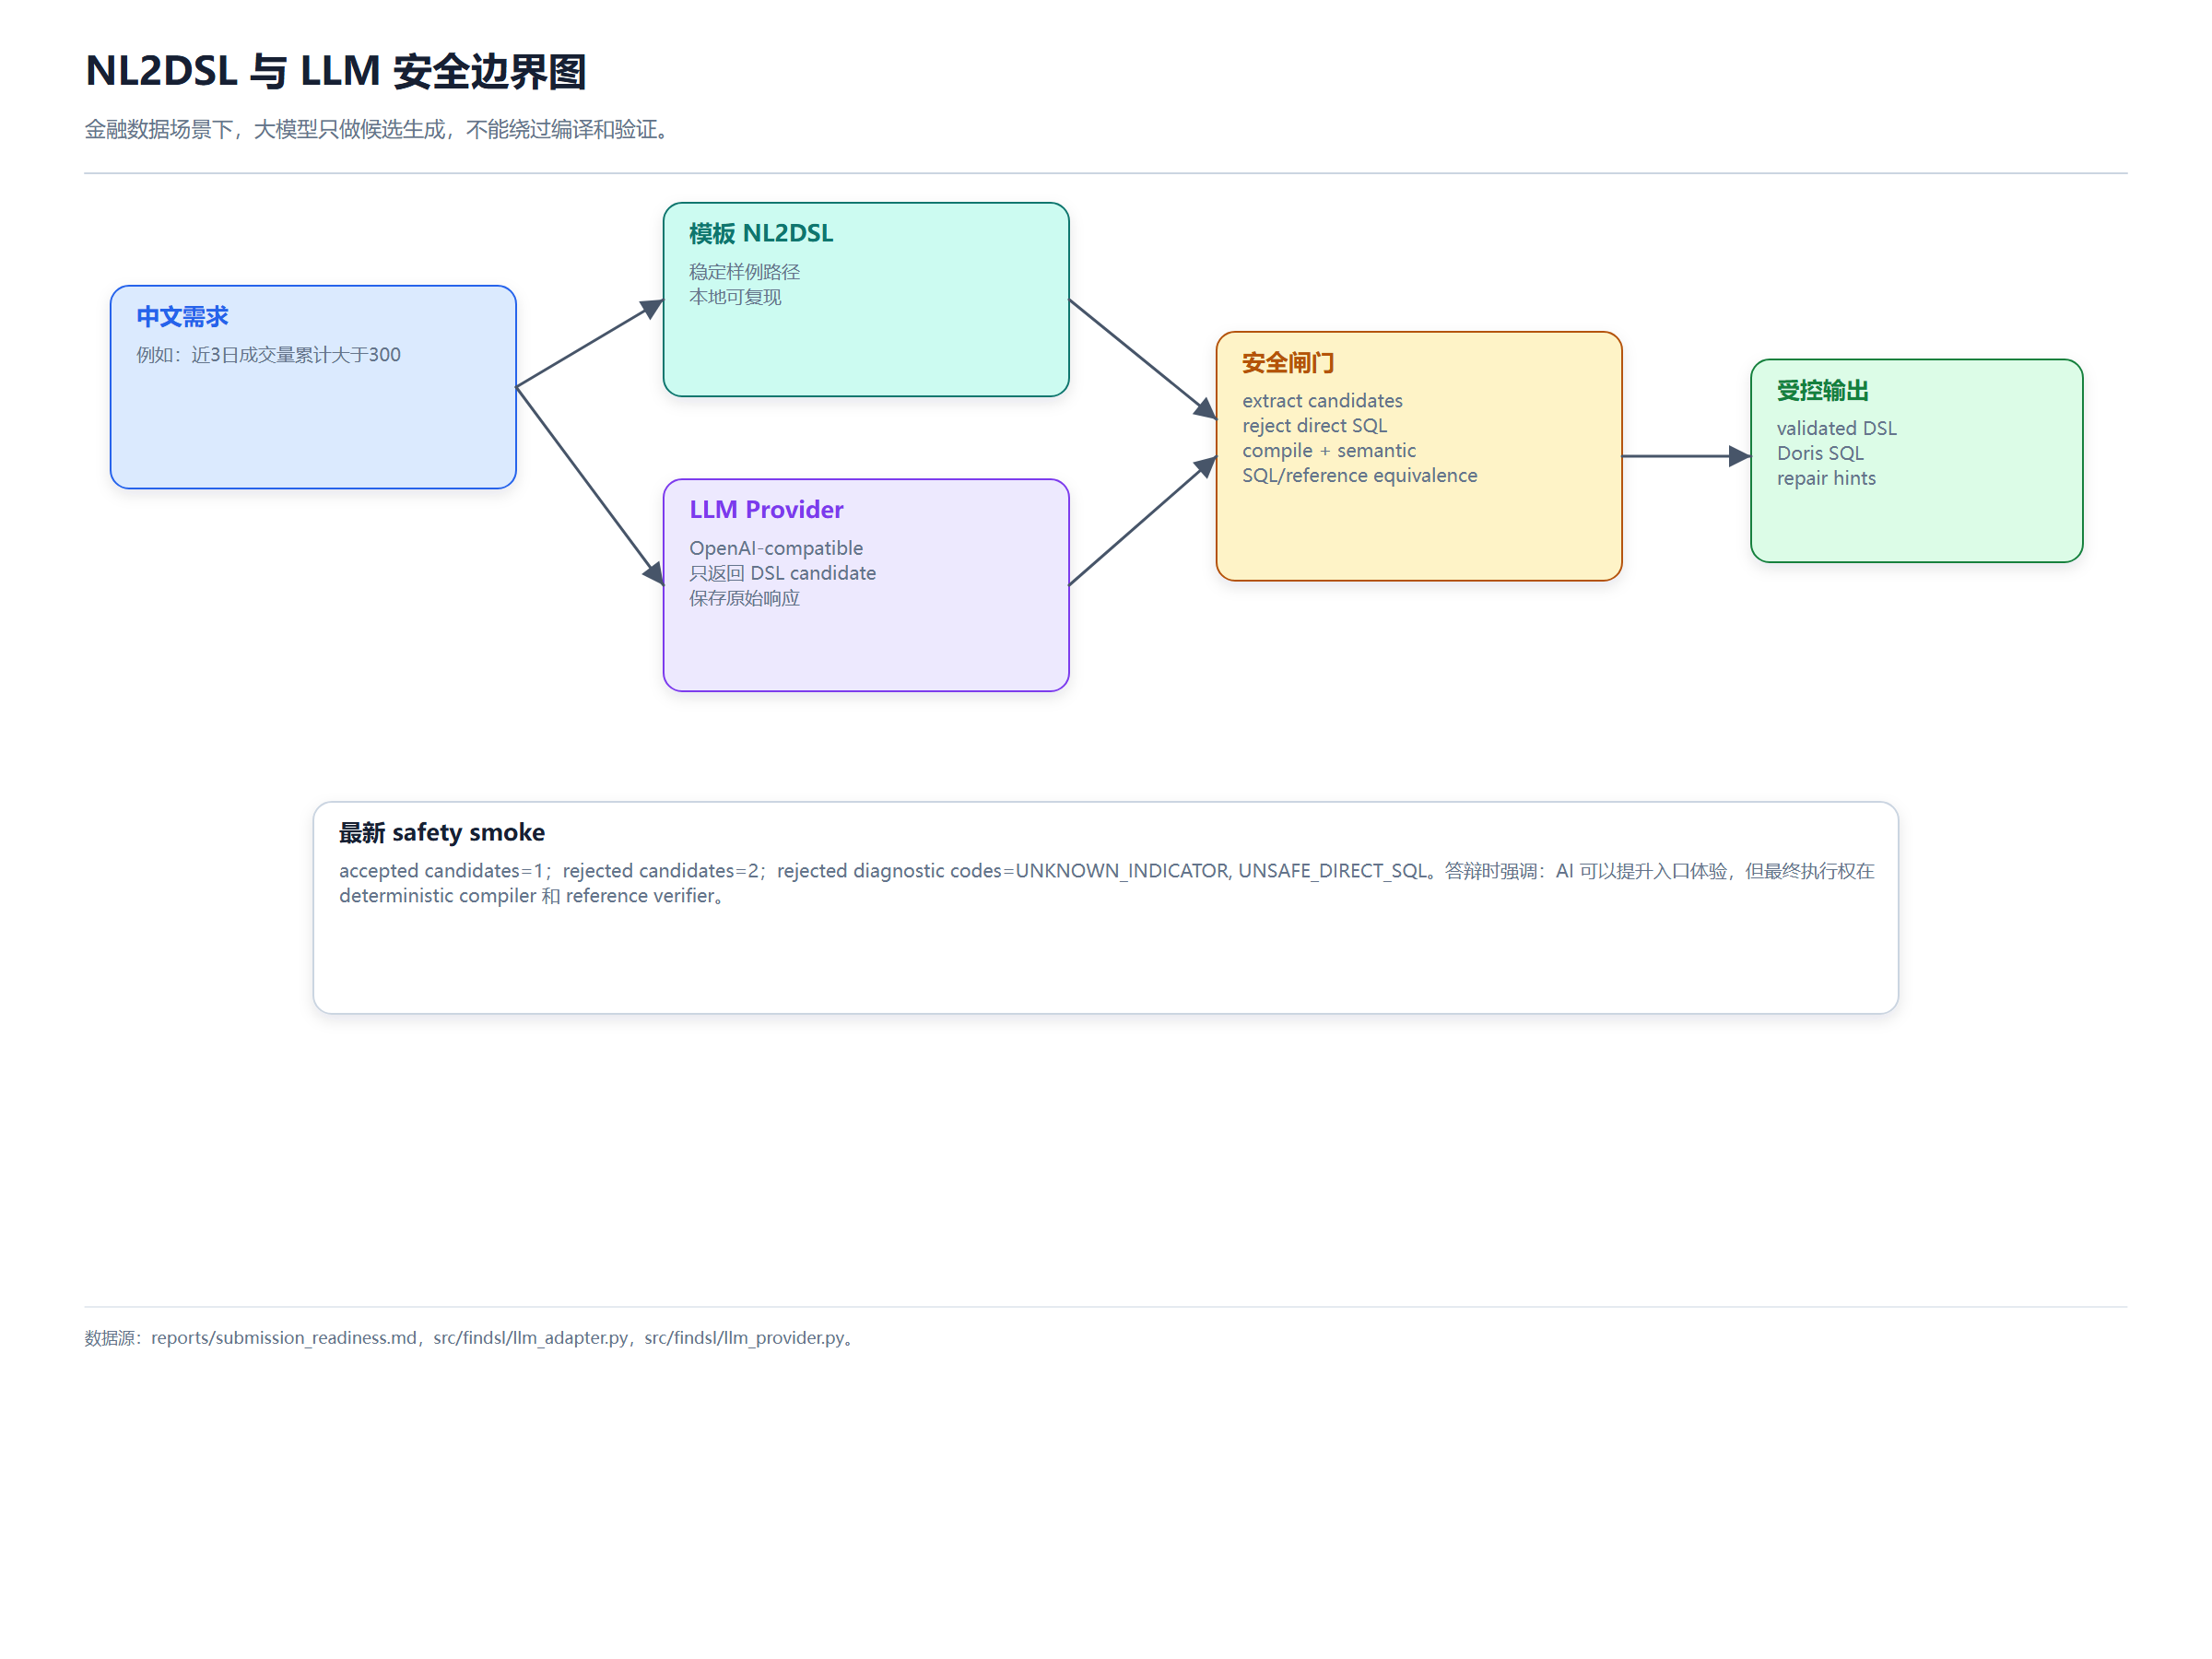 NL2DSL 与 LLM 安全边界图
金融数据场景下，大模型只做候选生成，不能绕过编译和验证。
中文需求
例如：近3日成交量累计大于300
模板 NL2DSL
稳定样例路径
本地可复现
LLM Provider
OpenAI-compatible
只返回 DSL candidate
保存原始响应
安全闸门
extract candidates
reject direct SQL
compile + semantic
SQL/reference equivalence
受控输出
validated DSL
Doris SQL
repair hints
最新 safety smoke
accepted candidates=1；rejected candidates=2；rejected diagnostic codes=UNKNOWN_INDICATOR, UNSAFE_DIRECT_SQL。答辩时强调：AI 可以提升入口体验，但最终执行权在
deterministic compiler 和 reference verifier。
数据源：reports/submission_readiness.md，src/findsl/llm_adapter.py，src/findsl/llm_provider.py。